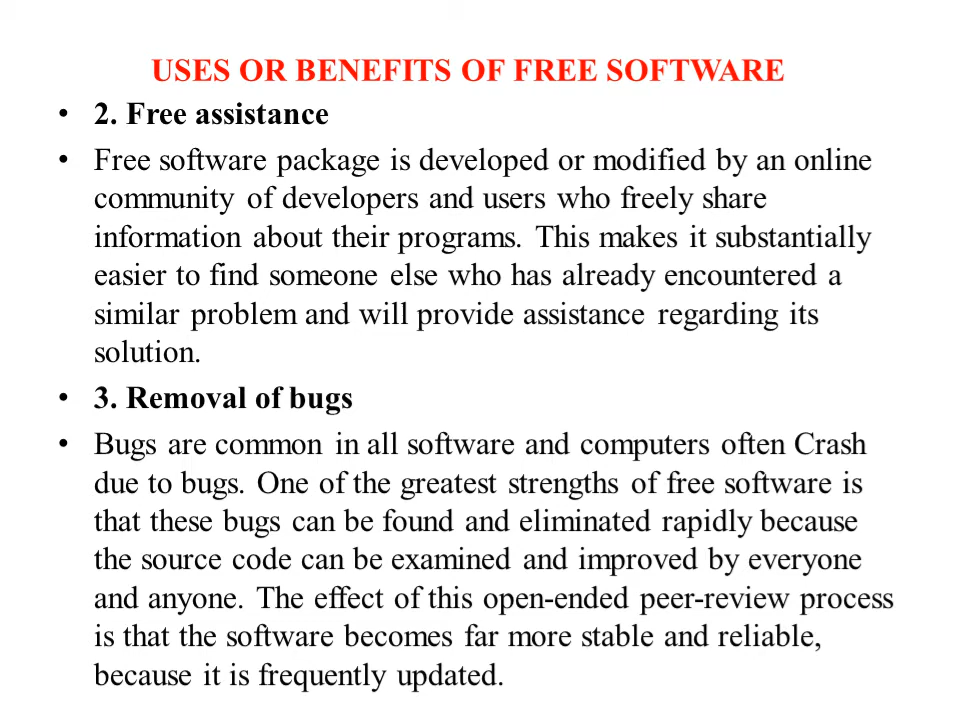 USES OR BENEFITS OF FREE SOFTWARE
• 2. Free assistance
• Free software package is developed or modified by an online
community of developers and users who freely share
information about their programs. This makes it substantially
easier to find someone else who has already encountered a
similar problem and will provide assistance regarding its
solution.
• 3. Removal of bugs
• Bugs are common in all software and computers often Crash
due to bugs. One of the greatest strengths of free software is
that these bugs can be found and eliminated rapidly because
the source code can be examined and improved by everyone
and anyone. The effect of this open-ended peer-review process
is that the software becomes far more stable and reliable,
because it is frequently updated.